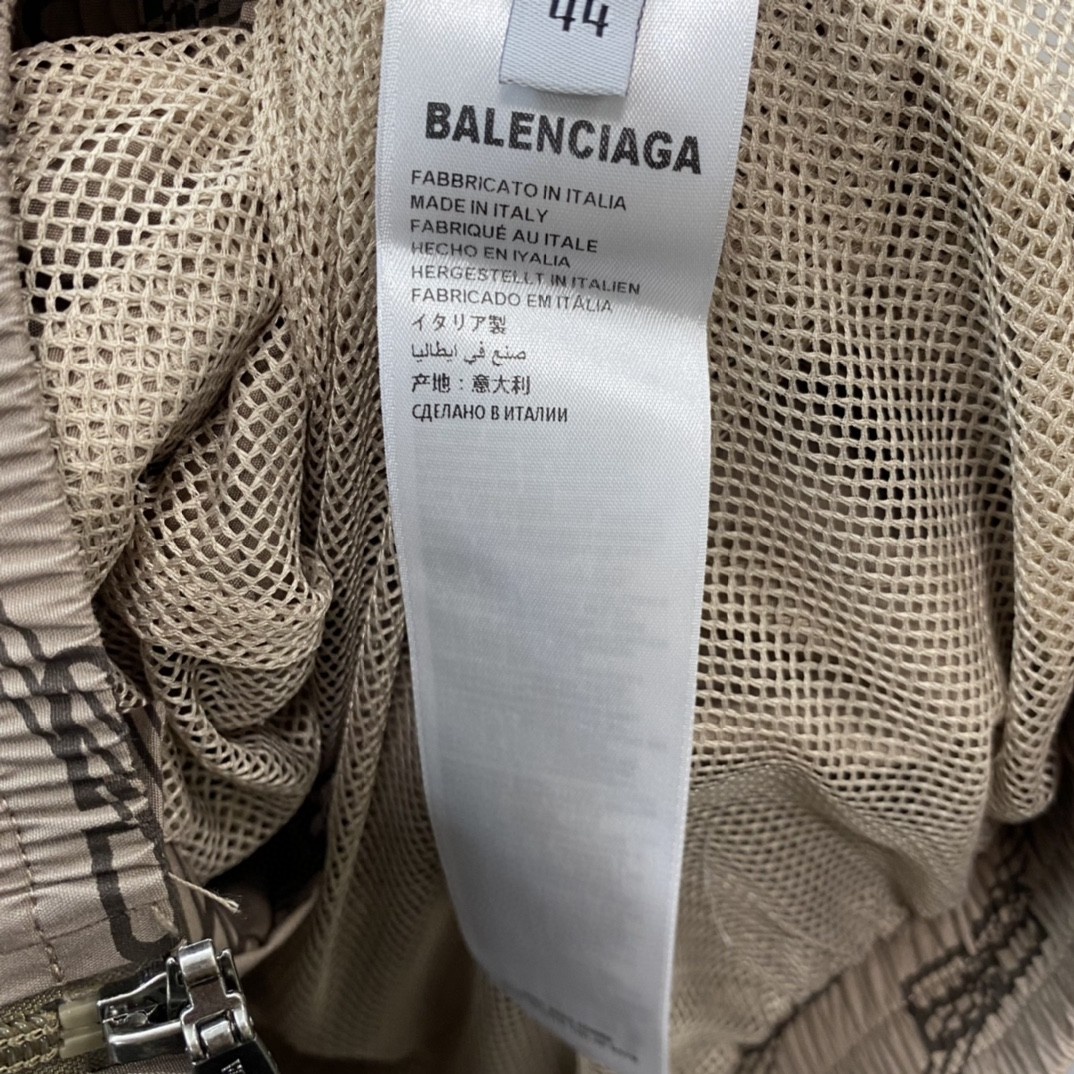 44
BALENCIAGA
FABBRICATO IN ITALIA
MADE IN ITALY
FABRIQUÉ AU ITALE
HECHO EN IYALIA
HERGESTELLT IN ITALIEN
FABRICADO EM ITÁLIA
イタリア製
صنع في ايطاليا
产地：意大利
СДЕЛАНО В ИТАЛИИ